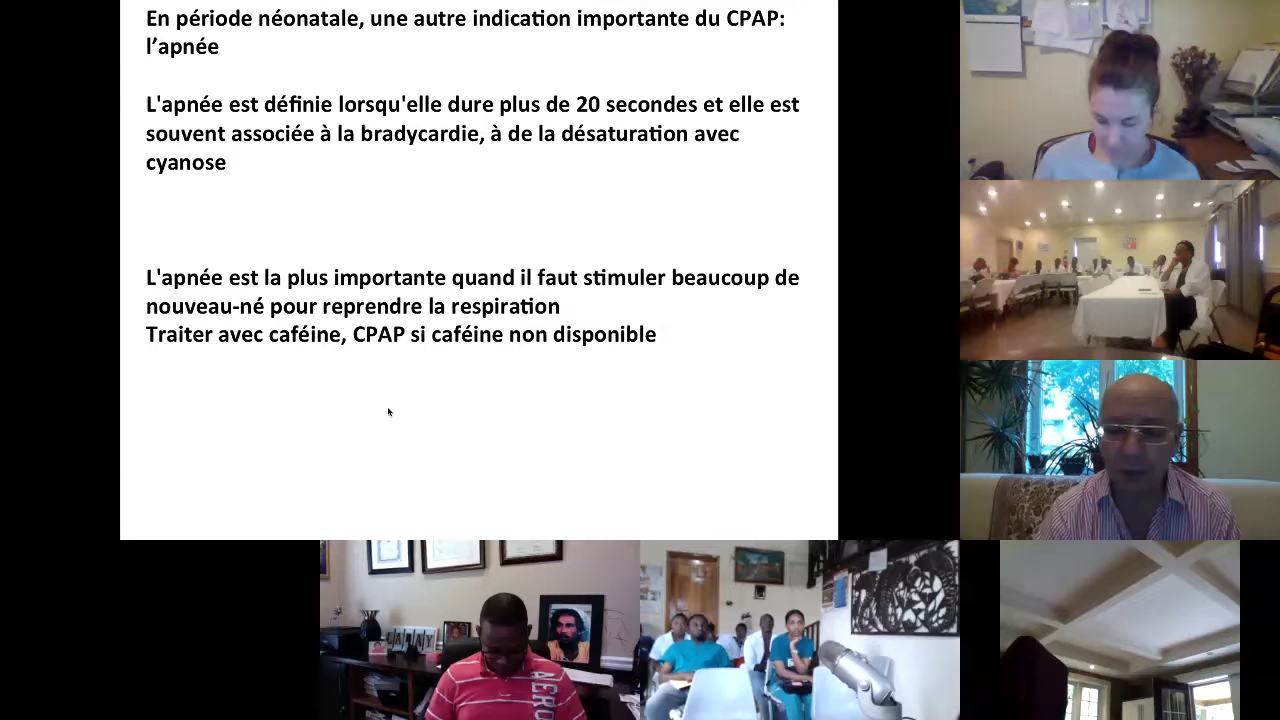 En période néonatale, une autre indication importante du CPAP:
l’apnée
L'apnée est définie lorsqu'elle dure plus de 20 secondes et elle est
souvent associée à la bradycardie, à de la désaturation avec
cyanose
L'apnée est la plus importante quand il faut stimuler beaucoup de
nouveau-né pour reprendre la respiration
Traiter avec caféine, CPAP si caféine non disponible
AERO